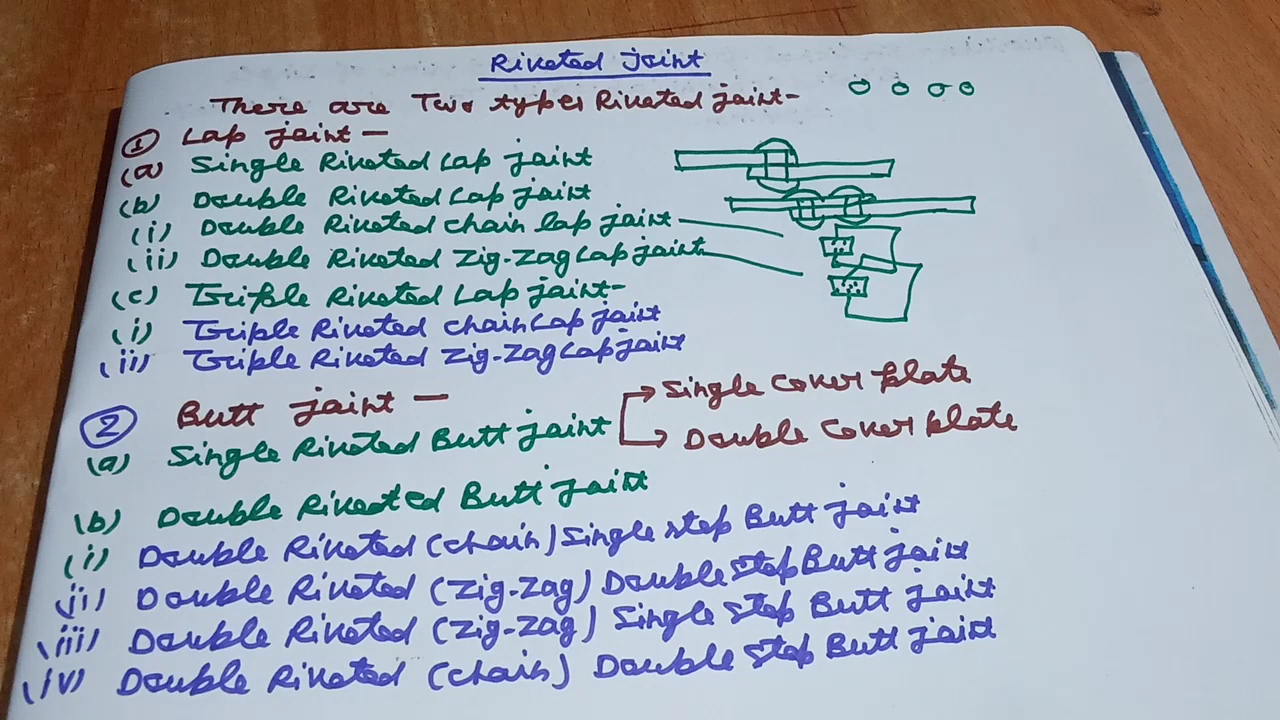 Riveted joint
There are Two types Riveted joint-
① Lap joint -
(a) Single Riveted Lap joint
(b) Double Riveted Lap joint
(i) Double Riveted chain lap joint
(ii) Double Riveted Zig-Zag Lap joint
(c) Triple Riveted Lap joint-
(i) Triple Riveted chain Lap joint
(ii) Triple Riveted Zig-Zag Lap joint
② Butt joint -
(a) Single Riveted Butt joint
→ Single Cover plate
→ Double Cover plate
(b) Double Riveted Butt joint
(i) Double Riveted (chain) Single step Butt joint
(ii) Double Riveted (Zig-Zag) Double step Butt joint
(iii) Double Riveted (Zig-Zag) Single step Butt joint
(iv) Double Riveted (chain) Double step Butt joint